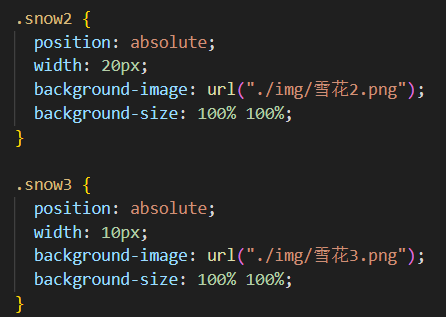 .snow2 {
  position: absolute;
  width: 20px;
  background-image: url("./img/雪花2.png");
  background-size: 100% 100%;
}

.snow3 {
  position: absolute;
  width: 10px;
  background-image: url("./img/雪花3.png");
  background-size: 100% 100%;
}